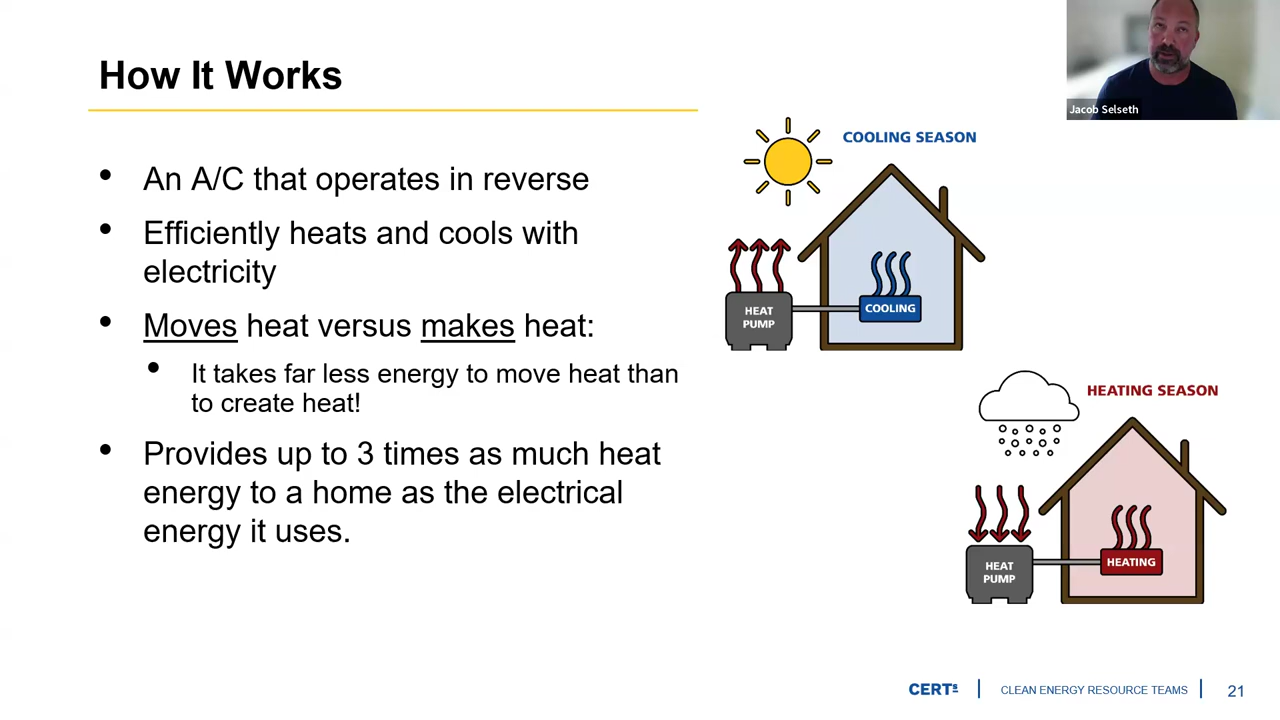 How It Works
• An A/C that operates in reverse
• Efficiently heats and cools with
electricity
• Moves heat versus makes heat:
• It takes far less energy to move heat than
to create heat!
• Provides up to 3 times as much heat
energy to a home as the electrical
energy it uses.
Jacob Selseth
COOLING SEASON
HEAT
PUMP
COOLING
HEATING SEASON
HEAT
PUMP
HEATING
CERTs
CLEAN ENERGY RESOURCE TEAMS
21